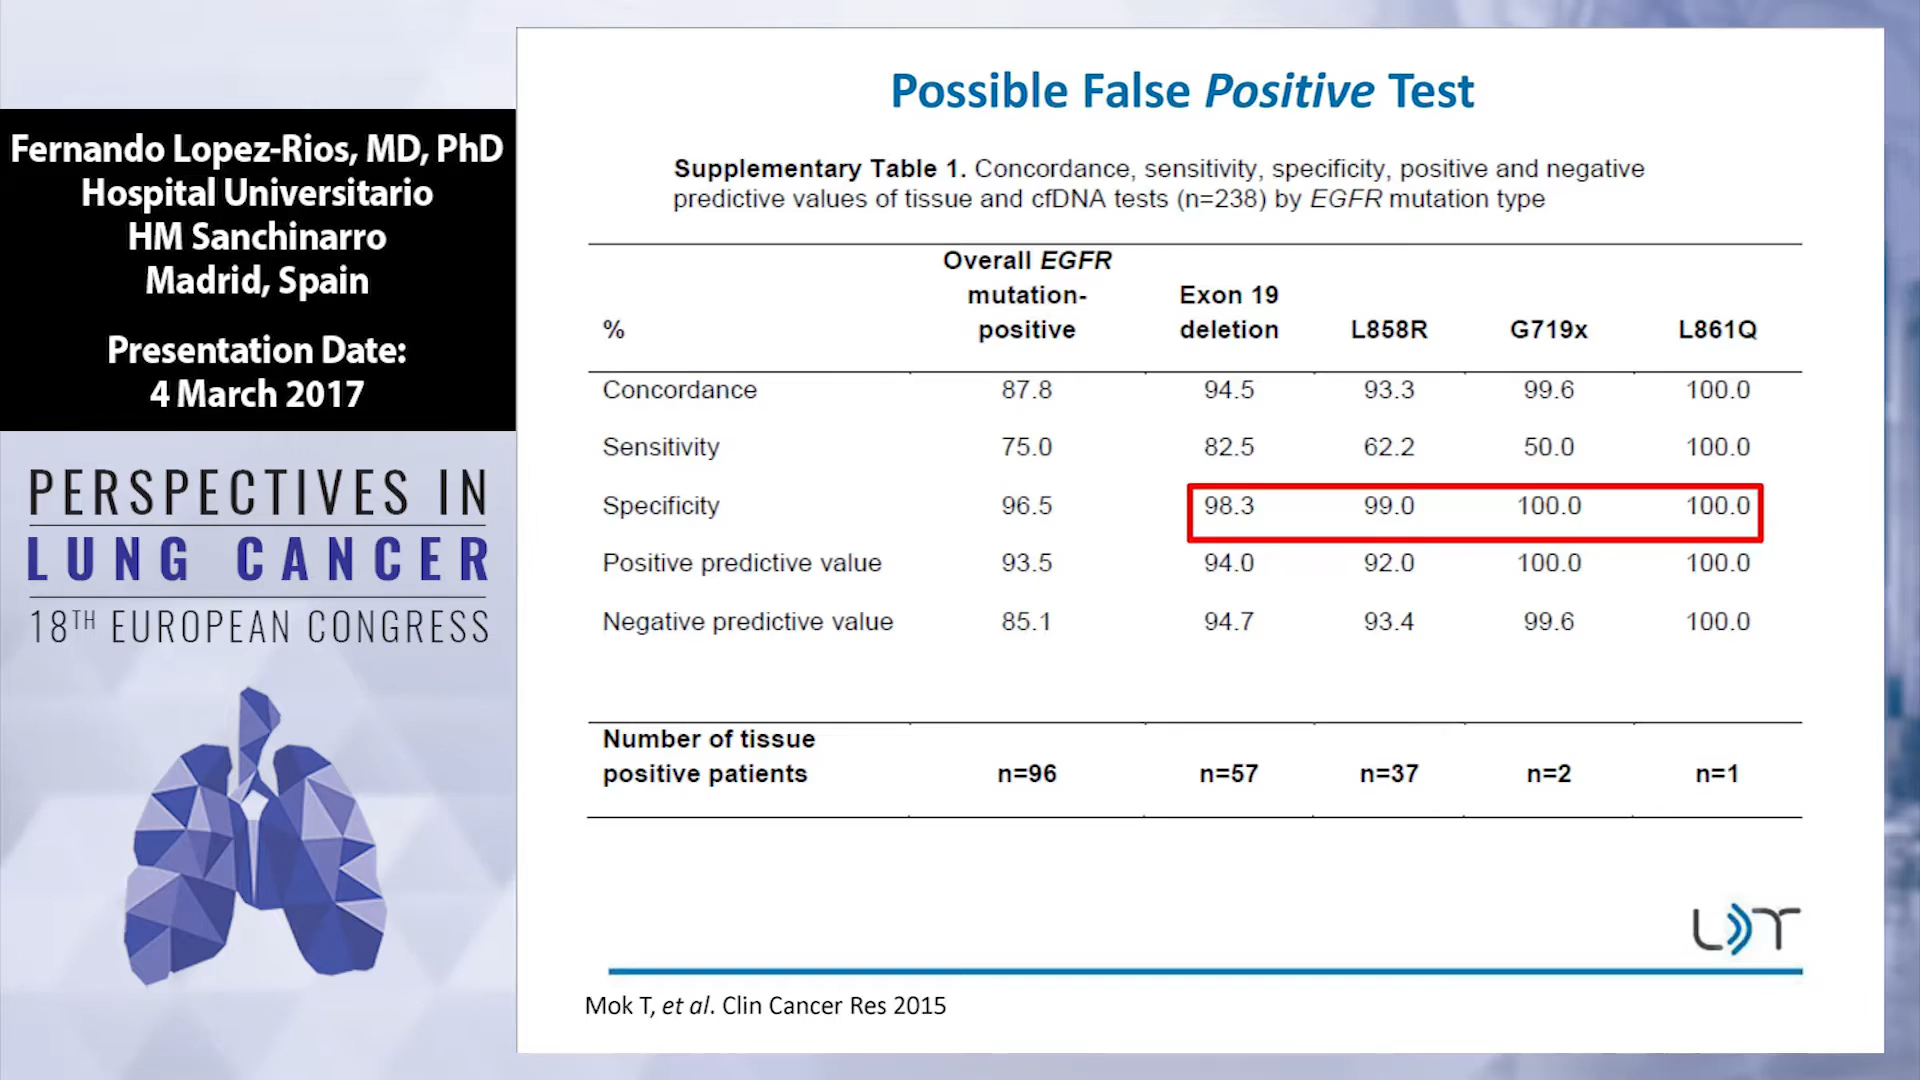 Fernando Lopez-Rios, MD, PhD
Hospital Universitario
HM Sanchinarro
Madrid, Spain
Presentation Date:
4 March 2017
PERSPECTIVES IN
LUNG CANCER
18TH EUROPEAN CONGRESS
Possible False Positive Test
Supplementary Table 1. Concordance, sensitivity, specificity, positive and negative
predictive values of tissue and cfDNA tests (n=238) by EGFR mutation type
% Overall EGFR mutation-positive Exon 19 deletion L858R G719x L861Q
Concordance 87.8 94.5 93.3 99.6 100.0
Sensitivity 75.0 82.5 62.2 50.0 100.0
Specificity 96.5 98.3 99.0 100.0 100.0
Positive predictive value 93.5 94.0 92.0 100.0 100.0
Negative predictive value 85.1 94.7 93.4 99.6 100.0
Number of tissue
positive patients n=96 n=57 n=37 n=2 n=1
Mok T, et al. Clin Cancer Res 2015